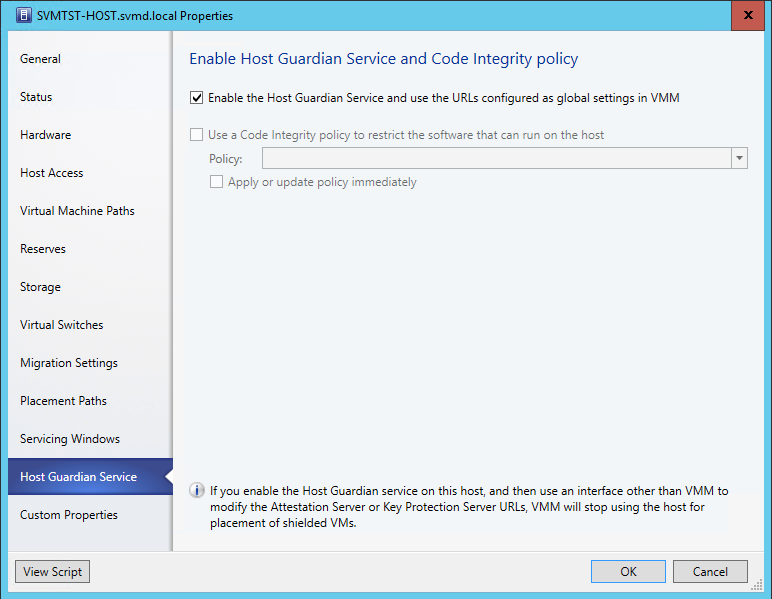 SVMTST-HOST.svmd.local Properties
x
General
Status
Hardware
Host Access
Virtual Machine Paths
Reserves
Storage
Virtual Switches
Migration Settings
Placement Paths
Servicing Windows
Host Guardian Service
Custom Properties
Enable Host Guardian Service and Code Integrity policy
Enable the Host Guardian Service and use the URLs configured as global settings in VMM
Use a Code Integrity policy to restrict the software that can run on the host
Policy:
Apply or update policy immediately
If you enable the Host Guardian service on this host, and then use an interface other than VMM to
modify the Attestation Server or Key Protection Server URLs, VMM will stop using the host for
placement of shielded VMs.
View Script
OK
Cancel